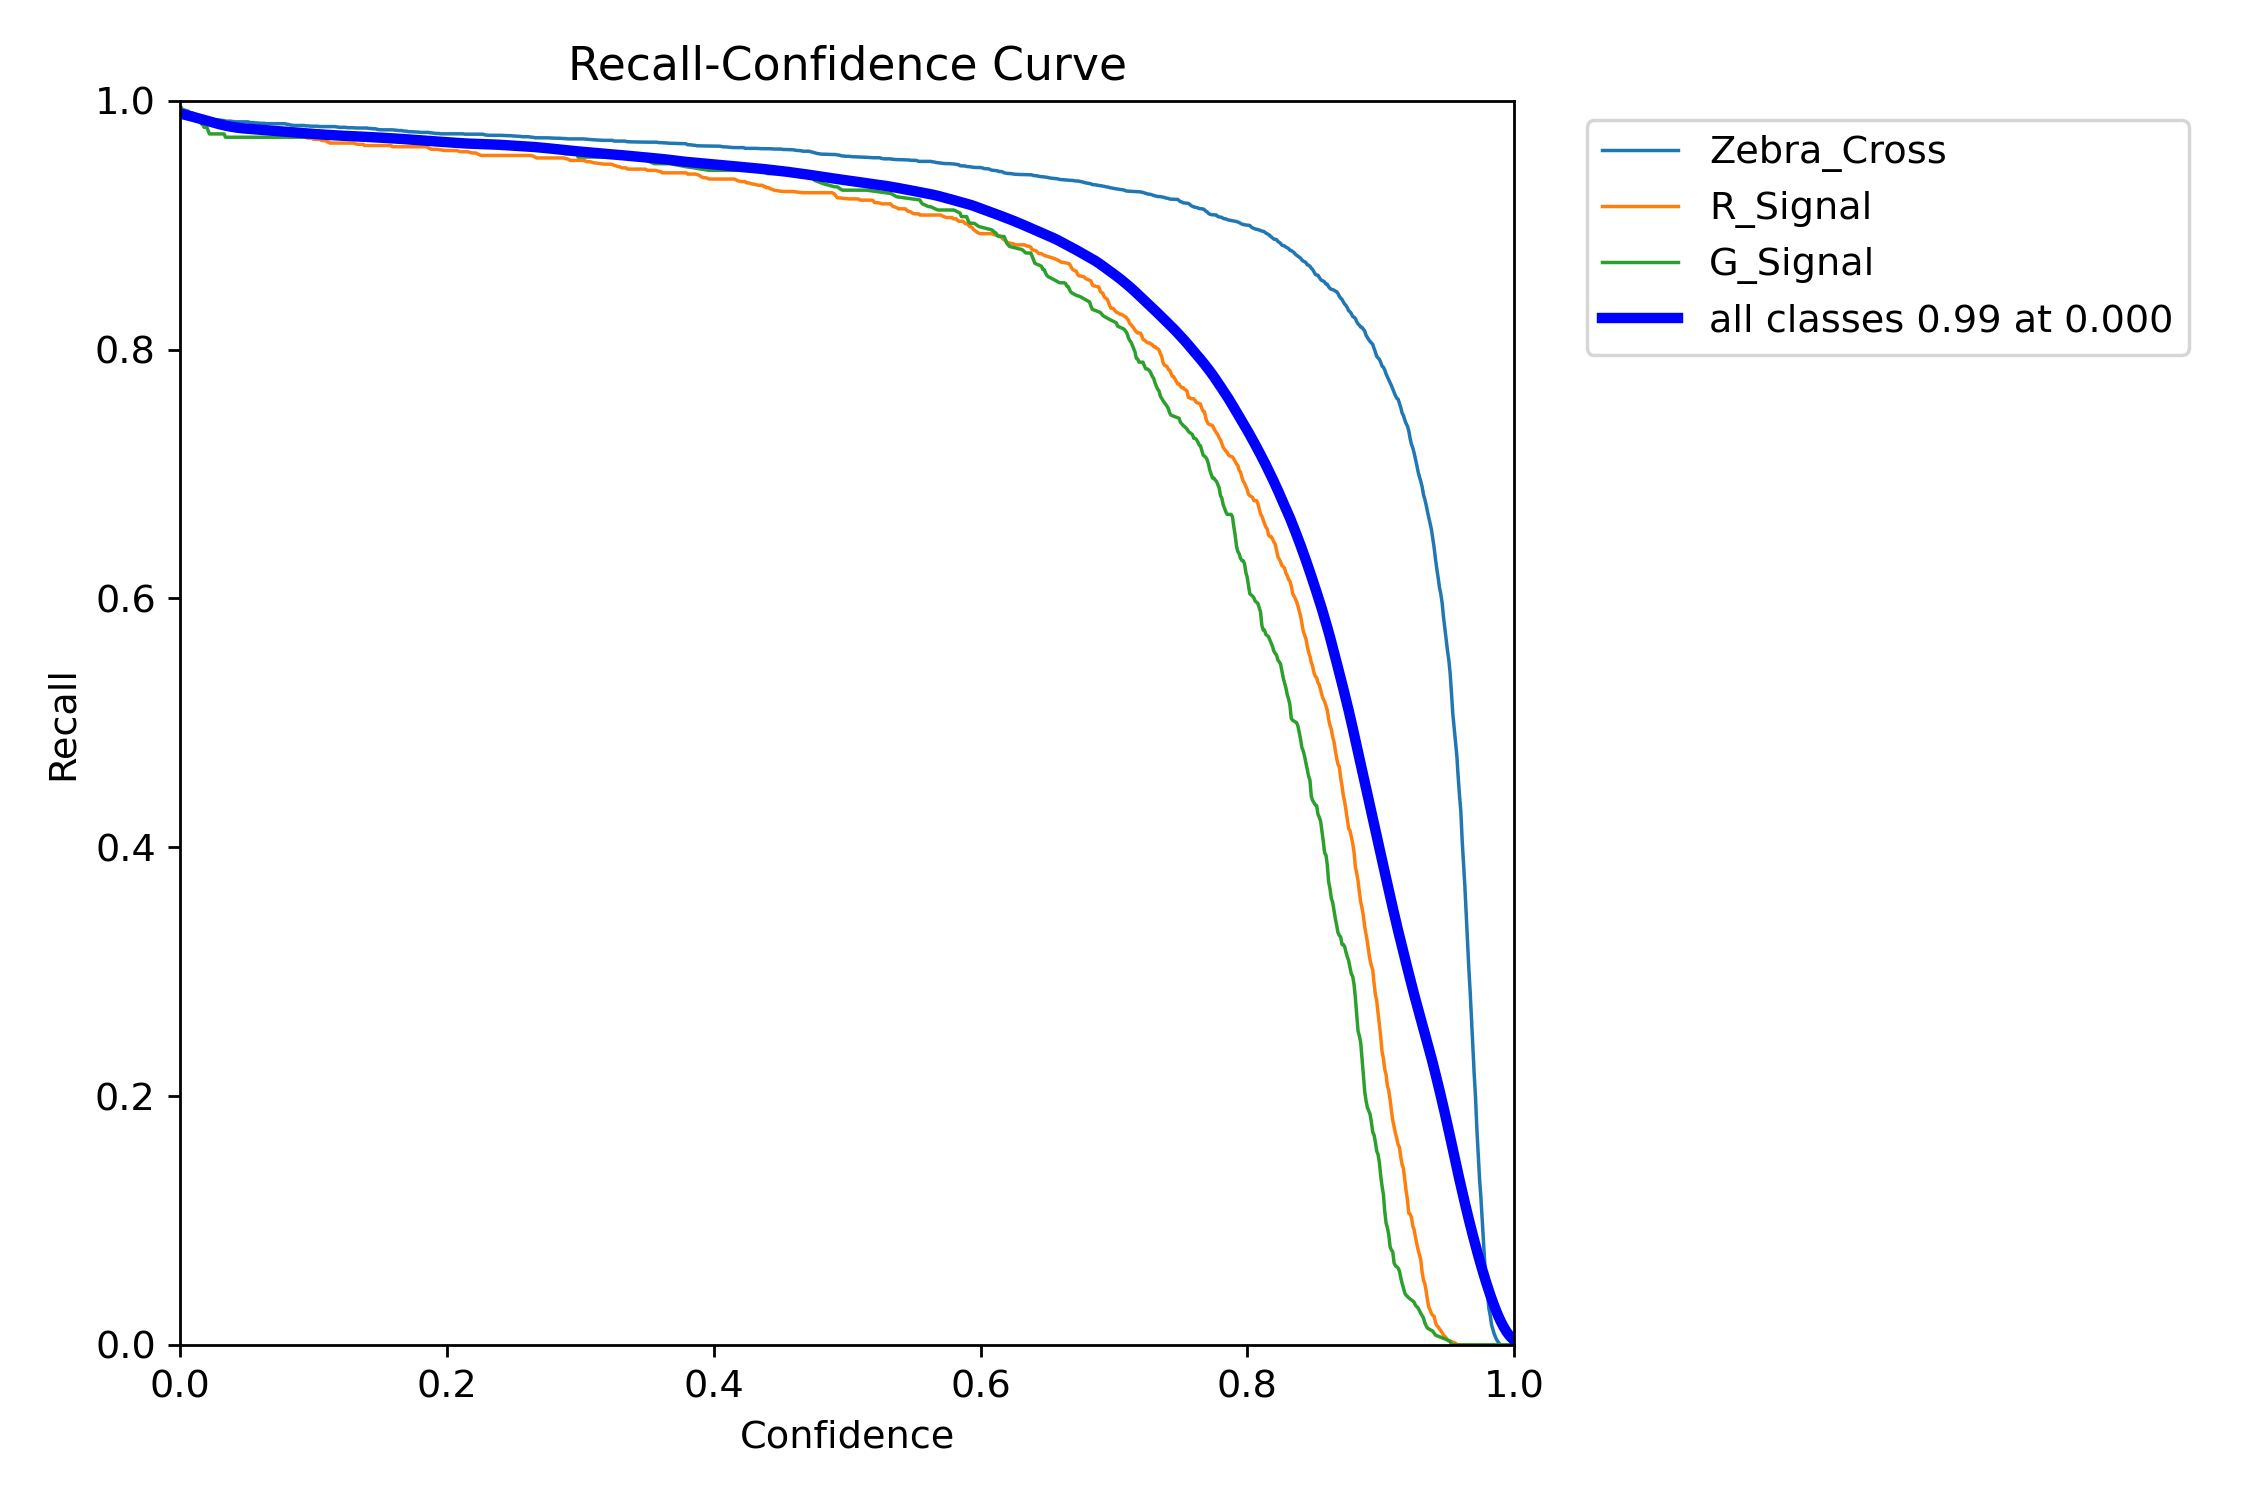 Recall-Confidence Curve
1.0
0.8
0.6
0.4
0.2
0.0
Recall
0.0 0.2 0.4 0.6 0.8 1.0
Confidence
Zebra_Cross
R_Signal
G_Signal
all classes 0.99 at 0.000